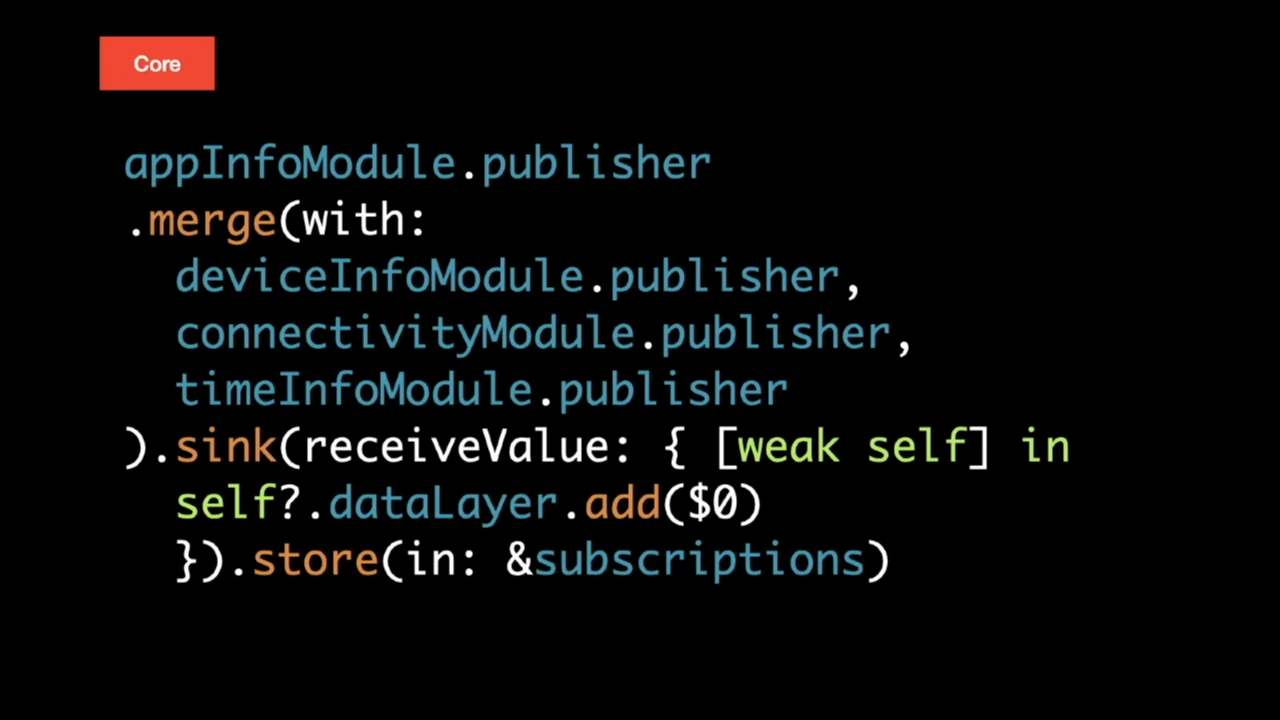 Core
appInfoModule.publisher
.merge(with:
deviceInfoModule.publisher,
connectivityModule.publisher,
timeInfoModule.publisher
).sink(receiveValue: { [weak self] in
self?.dataLayer.add($0)
}).store(in: &subscriptions)